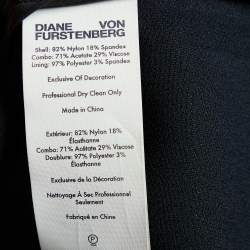 DIANE VON
FURSTENBERG
Shell: 82% Nylon 18% Spandex
Combo: 71% Acetate 29% Viscose
Lining: 97% Polyester 3% Spandex
Exclusive Of Decoration
Professional Dry Clean Only
Made in China
Extérieur: 82% Nylon 18%
Élasthanne
Combo: 71% Acétate 29% Viscose
Doublure: 97% Polyester 3%
Élasthanne
Exclusive du Décoration
Nettoyage À Sec Professionnel
Seulement
Fabriqué en Chine
P